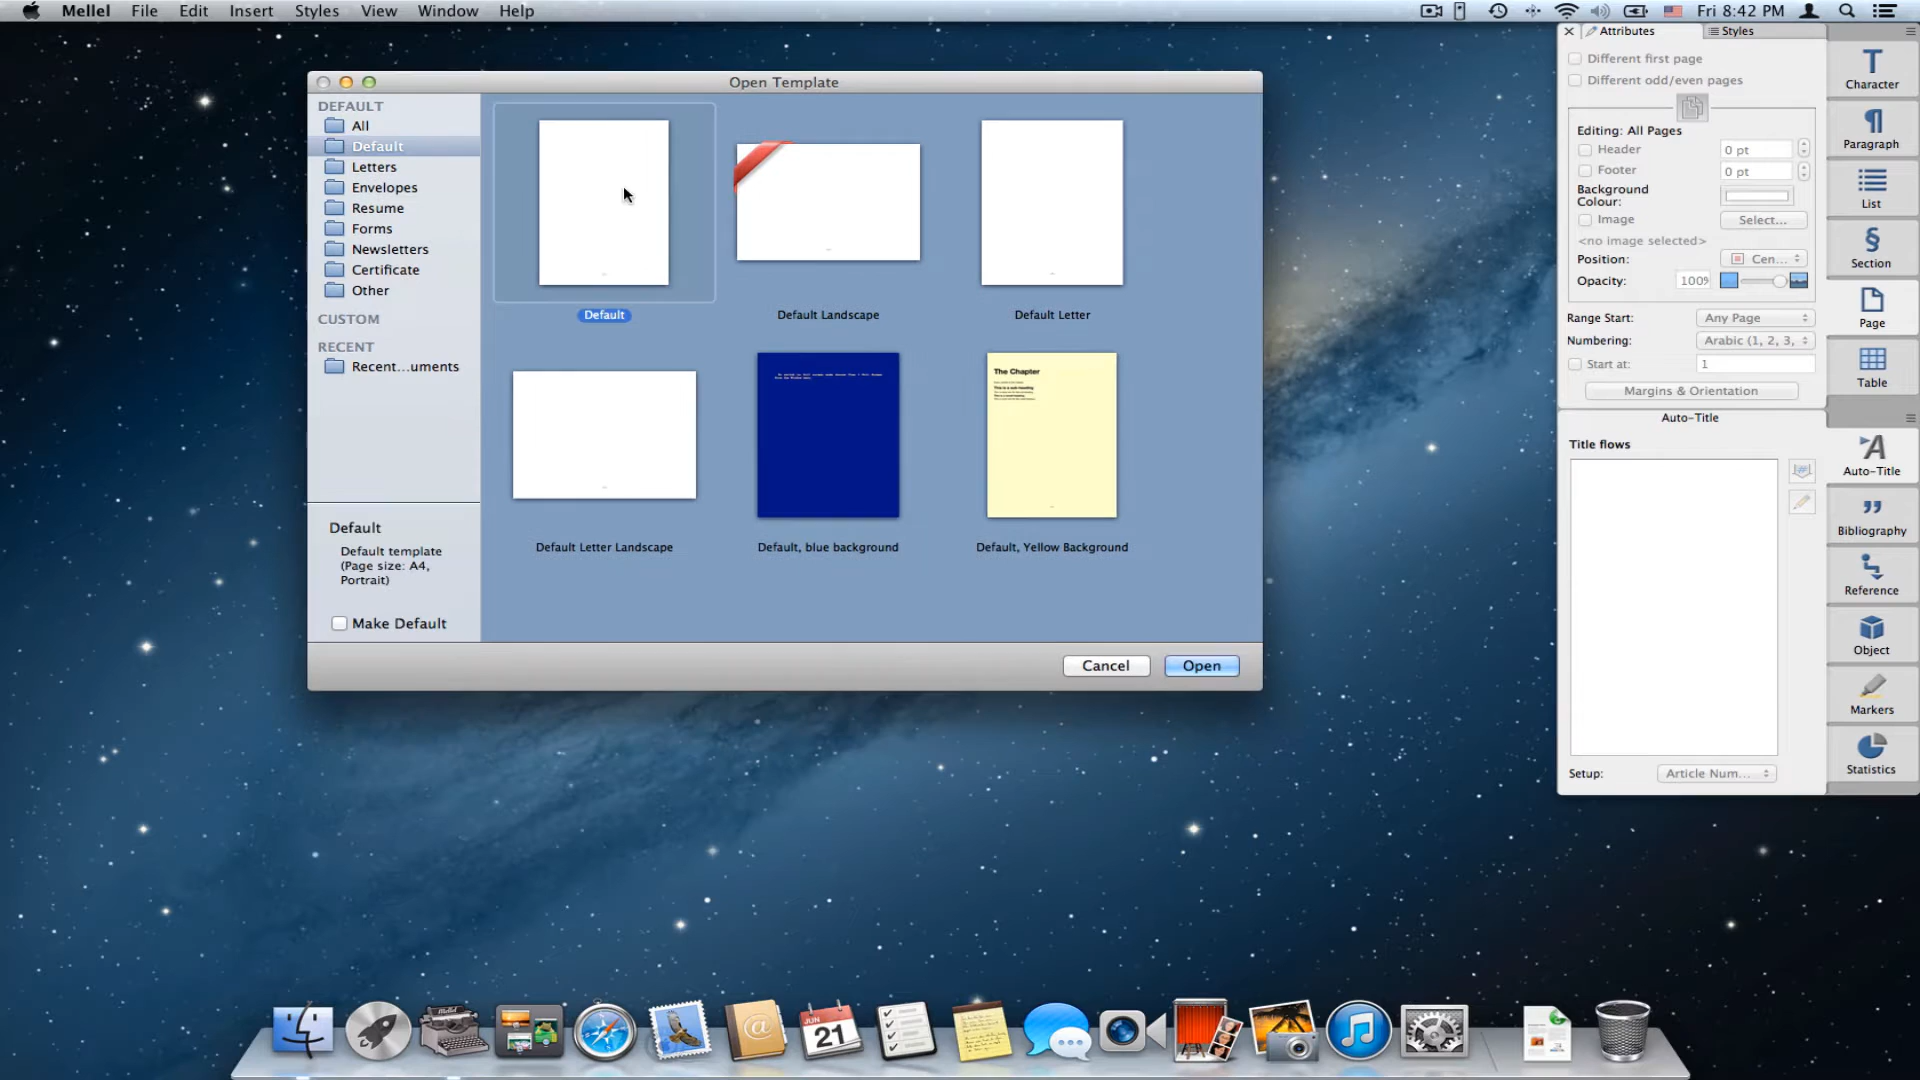 Mellel File Edit Insert Styles View Window Help
Fri 8:42 PM
Open Template
DEFAULT
All
Default
Letters
Envelopes
Resume
Forms
Newsletters
Certificate
Other
CUSTOM
RECENT
Recent...uments
Default
Default template
(Page size: A4,
Portrait)
Make Default
Default
Default Landscape
Default Letter
Default Letter Landscape
Default, blue background
The Chapter
Default, Yellow Background
Cancel
Open
Attributes
Styles
Different first page
Different odd/even pages
Editing: All Pages
Header
0 pt
Footer
0 pt
Background
Colour:
Image
Select...
<no image selected>
Position:
Cen...
Opacity:
100%
Range Start:
Any Page
Numbering:
Arabic (1, 2, 3,
Start at:
1
Margins & Orientation
Auto-Title
Title flows
Setup:
Article Num...
Character
Paragraph
List
Section
Page
Table
Auto-Title
Bibliography
Reference
Object
Markers
Statistics
JUN
21